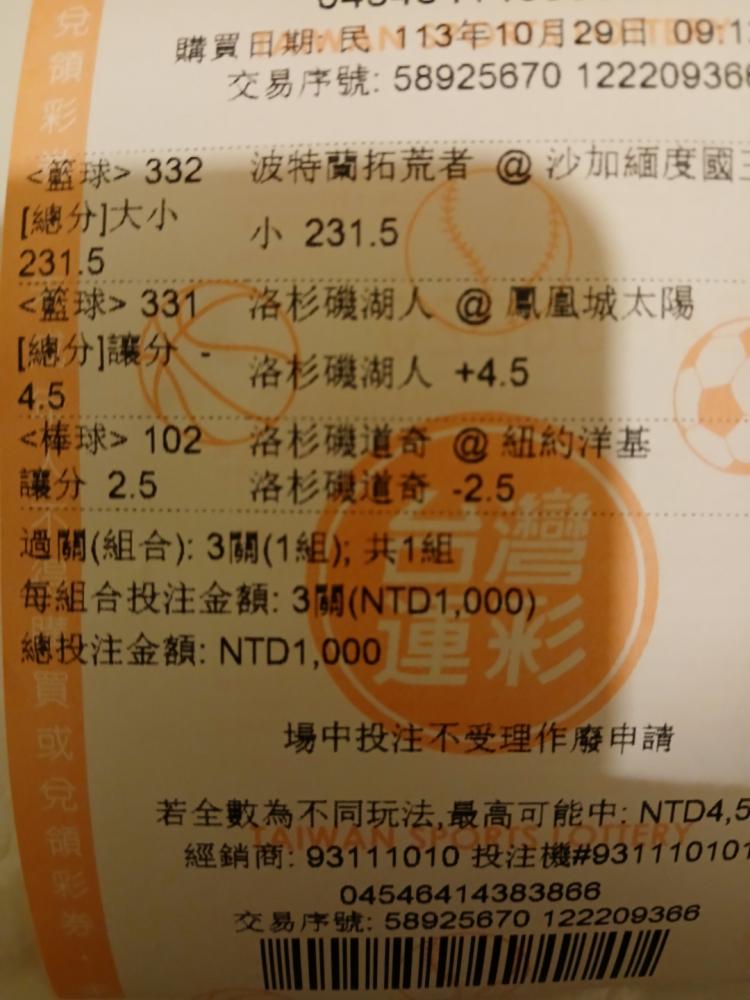 購買日期: 民 113年10月29日 09:1
交易序號: 58925670 122209366
<籃球> 332 波特蘭拓荒者 @ 沙加緬度國王
[總分]大小 小 231.5
231.5
<籃球> 331 洛杉磯湖人 @ 鳳凰城太陽
[總分]讓分 - 洛杉磯湖人 +4.5
4.5
<棒球> 102 洛杉磯道奇 @ 紐約洋基
讓分 2.5 洛杉磯道奇 -2.5
過關(組合): 3關(1組); 共1組
每組合投注金額: 3關(NTD1,000)
總投注金額: NTD1,000
台灣
運彩
場中投注不受理作廢申請
若全數為不同玩法,最高可能中: NTD4,5
TAIWAN SPORTS LOTTERY
經銷商: 93111010 投注機#931110101
04546414383866
交易序號: 58925670 122209366
兌領彩
買或兌領彩券